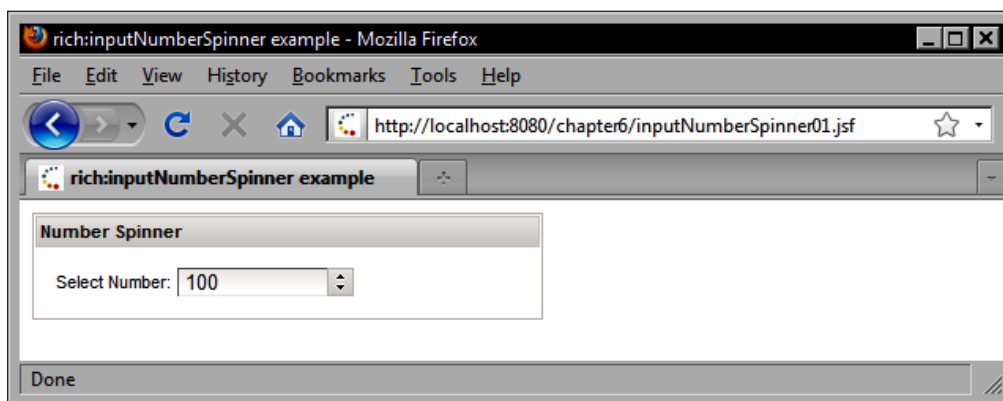 rich:inputNumberSpinner example - Mozilla Firefox
File Edit View History Bookmarks Tools Help
http://localhost:8080/chapter6/inputNumberSpinner01.jsf
rich:inputNumberSpinner example
Number Spinner
Select Number: 100
Done